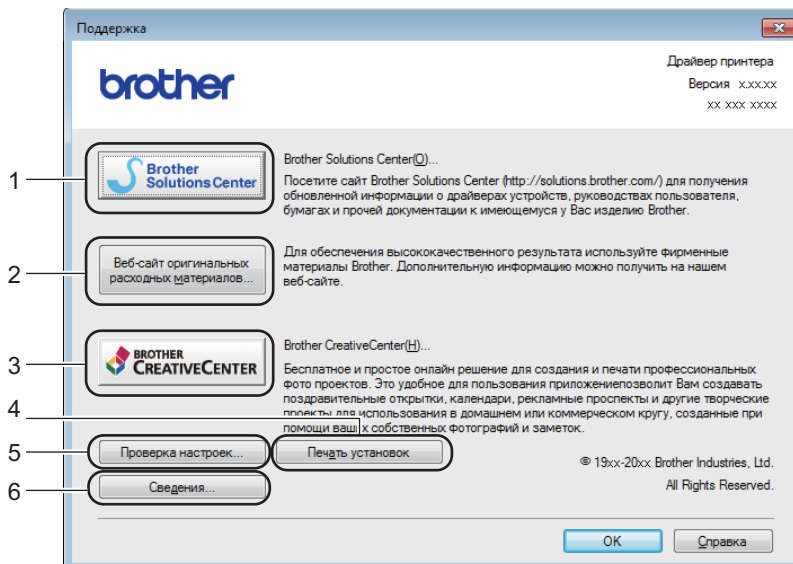 Поддержка
brother
Драйвер принтера
Версия x.xx.xx
xx xxx xxxx
1
Brother
Solutions Center
Brother Solutions Center(O)...
Посетите сайт Brother Solutions Center (http://solutions.brother.com/) для получения
обновленной информации о драйверах устройств, руководствах пользователя,
бумагах и прочей документации к имеющемуся у Вас изделию Brother.
2
Веб-сайт оригинальных
расходных материалов...
Для обеспечения высококачественного результата используйте фирменные
материалы Brother. Дополнительную информацию можно получить на нашем
веб-сайте.
3
BROTHER
CREATIVECENTER
Brother CreativeCenter(H)...
Бесплатное и простое онлайн решение для создания и печати профессиональных
фото проектов. Это удобное для пользования приложениепозволит Вам создавать
поздравительные открытки, календари, рекламные проспекты и другие творческие
проекты для использования в домашнем или коммерческом кругу, созданные при
помощи ваших собственных фотографий и заметок.
4
5
Проверка настроек...
Печать установок
6
Сведения...
© 19xx-20xx Brother Industries, Ltd.
All Rights Reserved.
OK
Справка